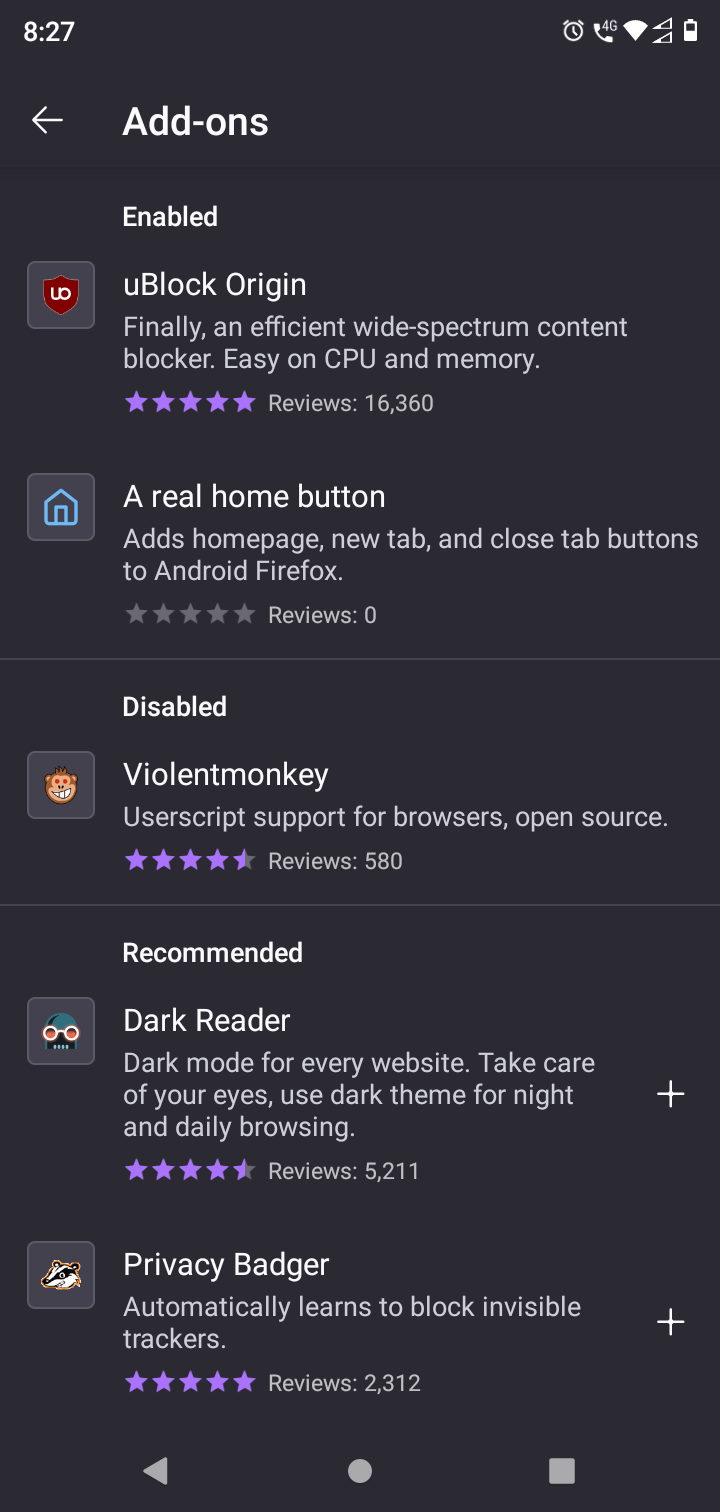 8:27
4G
Add-ons
Enabled
uBlock Origin
Finally, an efficient wide-spectrum content
blocker. Easy on CPU and memory.
Reviews: 16,360
A real home button
Adds homepage, new tab, and close tab buttons
to Android Firefox.
Reviews: 0
Disabled
Violentmonkey
Userscript support for browsers, open source.
Reviews: 580
Recommended
Dark Reader
Dark mode for every website. Take care
of your eyes, use dark theme for night
and daily browsing.
Reviews: 5,211
Privacy Badger
Automatically learns to block invisible
trackers.
Reviews: 2,312